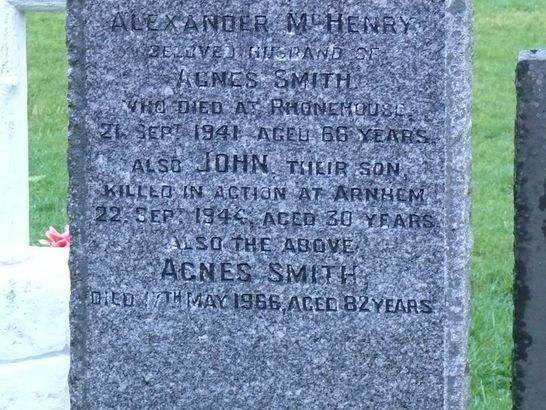 ALEXANDER McHENRY
BELOVED HUSBAND OF
AGNES SMITH
WHO DIED AT RHONEHOUSE,
21. SEPT 1941 AGED 66 YEARS.
ALSO JOHN, THEIR SON,
KILLED IN ACTION AT ARNHEM
22. SEPT 1944, AGED 30 YEARS.
ALSO THE ABOVE
AGNES SMITH,
DIED 17TH MAY 1966, AGED 82 YEARS